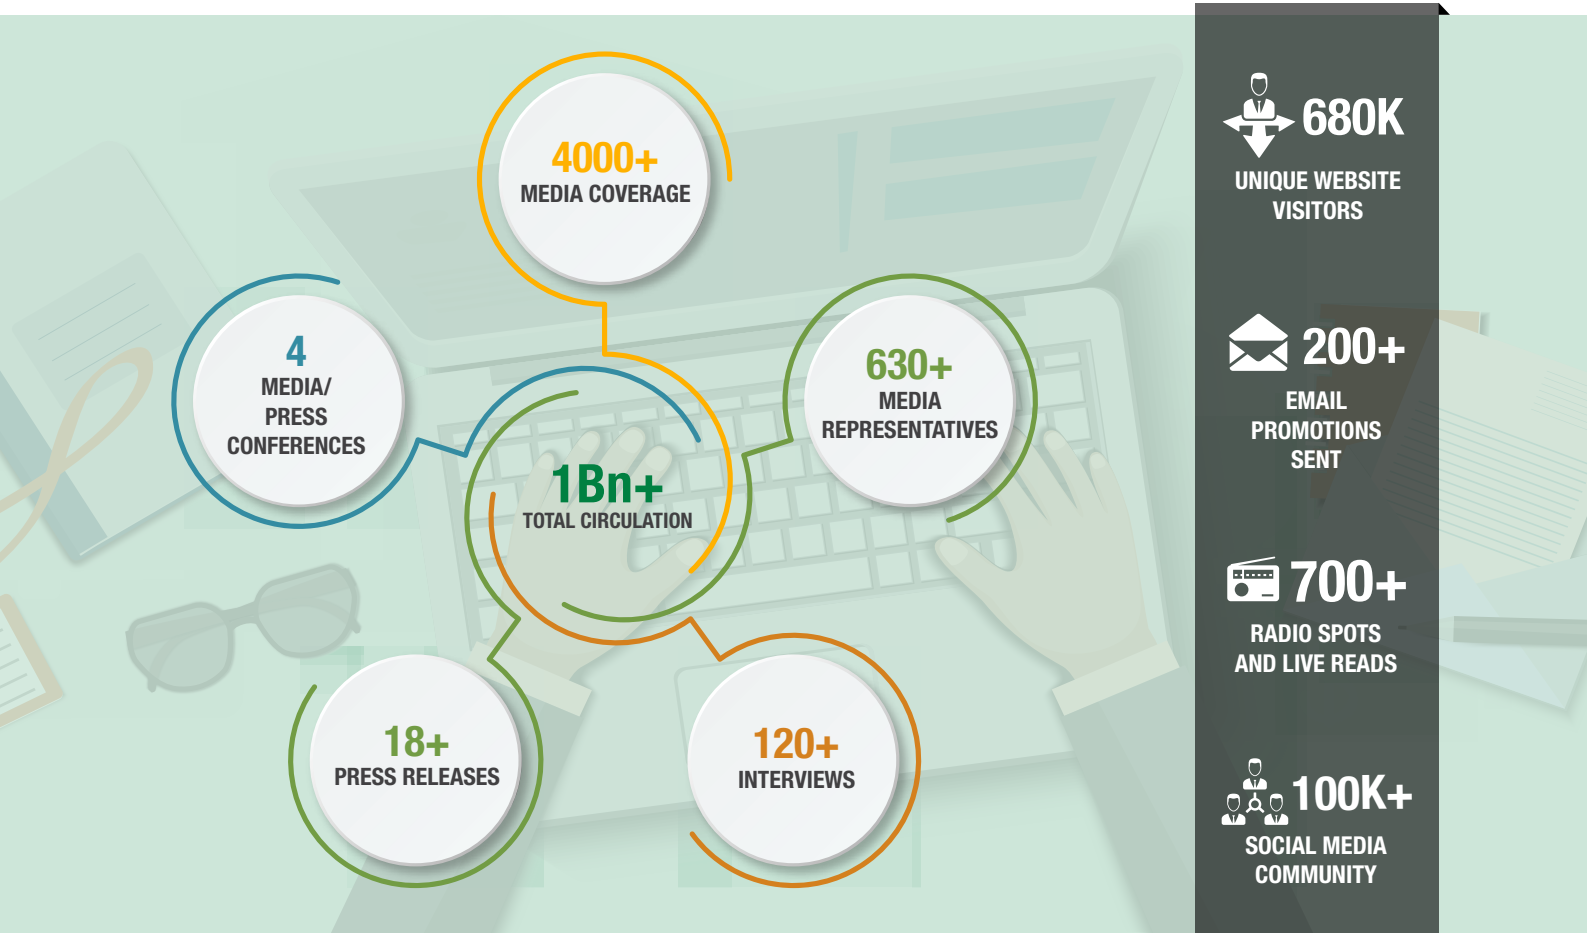 4000+
MEDIA COVERAGE
4
MEDIA/
PRESS
CONFERENCES
630+
MEDIA
REPRESENTATIVES
1Bn+
TOTAL CIRCULATION
18+
PRESS RELEASES
120+
INTERVIEWS
680K
UNIQUE WEBSITE
VISITORS
200+
EMAIL
PROMOTIONS
SENT
700+
RADIO SPOTS
AND LIVE READS
100K+
SOCIAL MEDIA
COMMUNITY